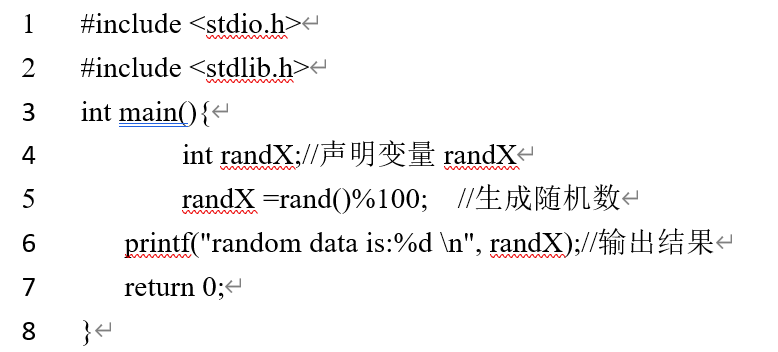 1 #include <stdio.h>↵
2 #include <stdlib.h>↵
3 int main(){↵
4 int randX;//声明变量 randX↵
5 randX =rand()%100; //生成随机数↵
6 printf("random data is:%d \n", randX);//输出结果↵
7 return 0;↵
8 }↵